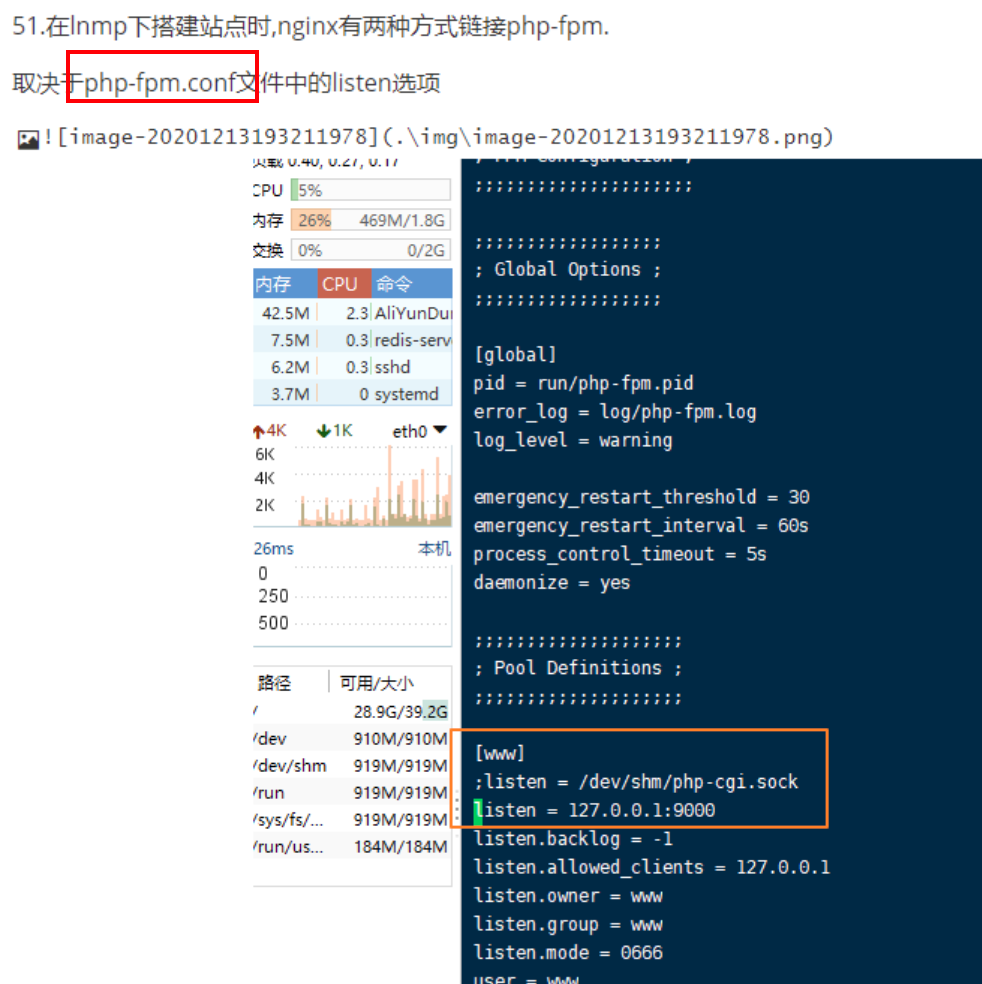 51.在lnmp下搭建站点时,nginx有两种方式链接php-fpm.
取决于php-fpm.conf文件中的listen选项
![image-20201213193211978](.\img\image-20201213193211978.png)
负载 0.40, 0.27, 0.17
CPU 5%
内存 26% 469M/1.8G
交换 0% 0/2G
内存 CPU 命令
42.5M 2.3 AliYunDun
7.5M 0.3 redis-serv
6.2M 0.3 sshd
3.7M 0 systemd
4K 1K eth0
6K
4K
2K
26ms 本机
0
250
500
路径 可用/大小
/ 28.9G/39.2G
/dev 910M/910M
/dev/shm 919M/919M
/run 919M/919M
/sys/fs/... 919M/919M
/run/us... 184M/184M
; FPM Configuration ;
;;;;;;;;;;;;;;;;;;;;;
;;;;;;;;;;;;;;;;;;
; Global Options ;
;;;;;;;;;;;;;;;;;;
[global]
pid = run/php-fpm.pid
error_log = log/php-fpm.log
log_level = warning
emergency_restart_threshold = 30
emergency_restart_interval = 60s
process_control_timeout = 5s
daemonize = yes
;;;;;;;;;;;;;;;;;;;;
; Pool Definitions ;
;;;;;;;;;;;;;;;;;;;;
[www]
;listen = /dev/shm/php-cgi.sock
listen = 127.0.0.1:9000
listen.backlog = -1
listen.allowed_clients = 127.0.0.1
listen.owner = www
listen.group = www
listen.mode = 0666
user = www